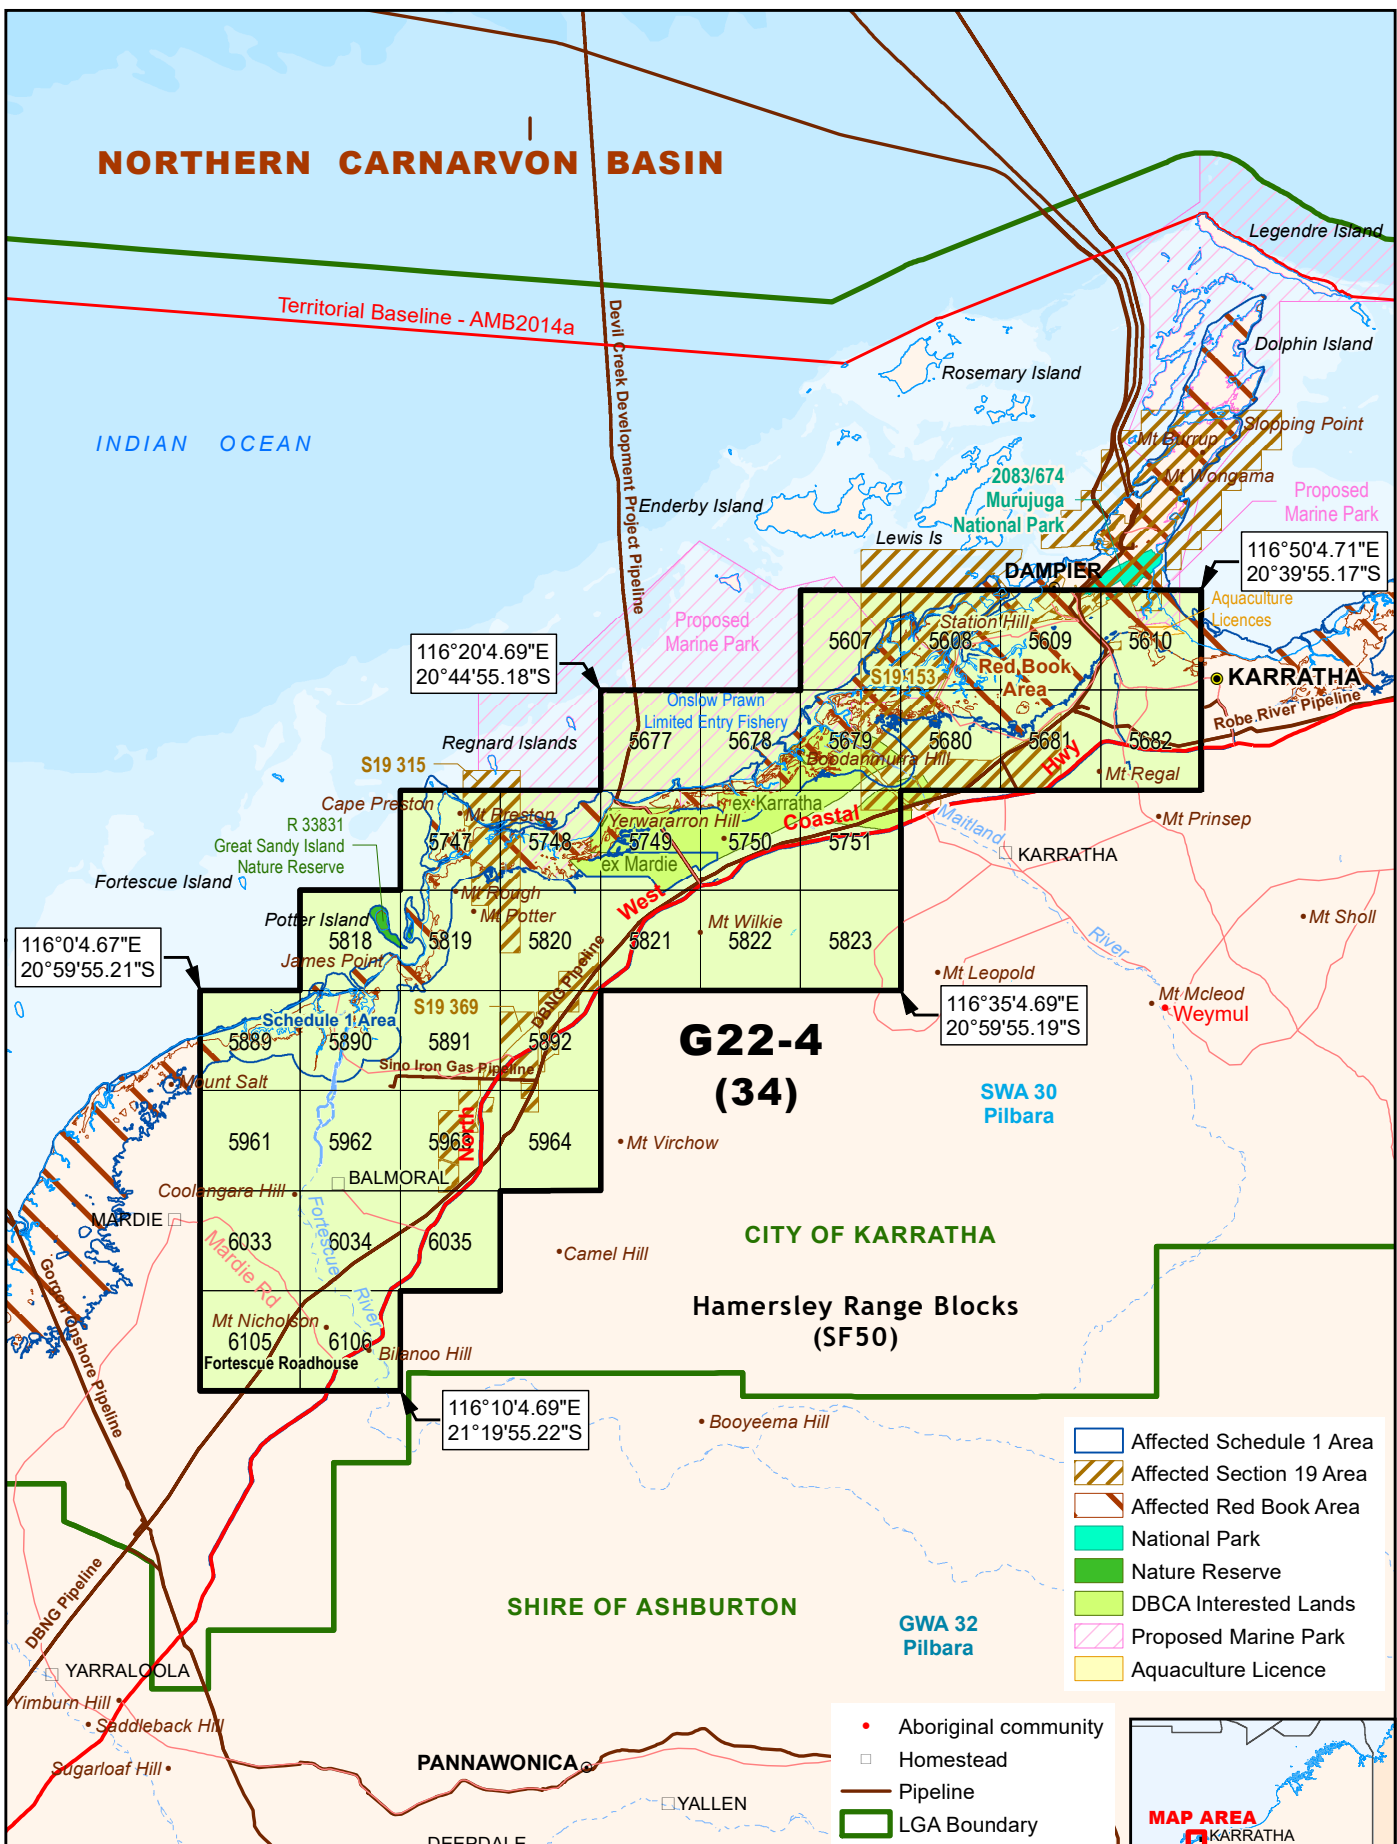 NORTHERN CARNARVON BASIN
Legendre Island
Territorial Baseline - AMB2014a
Devil Creek Development Project Pipeline
Dolphin Island
Rosemary Island
INDIAN OCEAN
Slopping Point
Mt Burrup
Mt Wongama
2083/674
Murujuga
National Park
Proposed
Marine Park
Enderby Island
Lewis Is
DAMPIER
116°50'4.71"E
20°39'55.17"S
Aquaculture
Licences
Proposed
Marine Park
Station Hill
5607
5608
5609
5610
116°20'4.69"E
20°44'55.18"S
S19 153
Red Book
Area
KARRATHA
Onslow Prawn
Limited Entry Fishery
Robe River Pipeline
Regnard Islands
5677
5678
5679
5680
5681
5682
Hwy
Boodanmurra Hill
S19 315
Mt Regal
Cape Preston
Mt Preston
ex Karratha
Yerwararron Hill
Coastal
Maitland
Mt Prinsep
R 33831
Great Sandy Island
Nature Reserve
5747
5748
5749
5750
5751
KARRATHA
ex Mardie
Fortescue Island
Mt Rough
West
Potter Island
Mt Potter
Mt Wilkie
Mt Sholl
116°0'4.67"E
20°59'55.21"S
5818
5819
5820
5821
5822
5823
River
James Point
DBNG Pipeline
Mt Leopold
Mt Mcleod
Weymul
116°35'4.69"E
20°59'55.19"S
S19 369
Schedule 1 Area
5889
5890
5891
5892
G22-4
(34)
Sino Iron Gas Pipeline
Mount Salt
SWA 30
Pilbara
North
5961
5962
5963
5964
Mt Virchow
BALMORAL
Coolangara Hill
MARDIE
Fortescue
CITY OF KARRATHA
6033
6034
6035
Camel Hill
Mardie Rd
Gorgon Onshore Pipeline
River
Hamersley Range Blocks
(SF50)
Mt Nicholson
6105
6106
Bilanoo Hill
Fortescue Roadhouse
116°10'4.69"E
21°19'55.22"S
Booyeema Hill
Affected Schedule 1 Area
Affected Section 19 Area
Affected Red Book Area
National Park
Nature Reserve
DBCA Interested Lands
Proposed Marine Park
Aquaculture Licence
DBNG Pipeline
SHIRE OF ASHBURTON
GWA 32
Pilbara
YARRALOOLA
Yimburn Hill
Saddleback Hill
Sugarloaf Hill
PANNAWONICA
YALLEN
DEEPDALE
Aboriginal community
Homestead
Pipeline
LGA Boundary
MAP AREA
KARRATHA